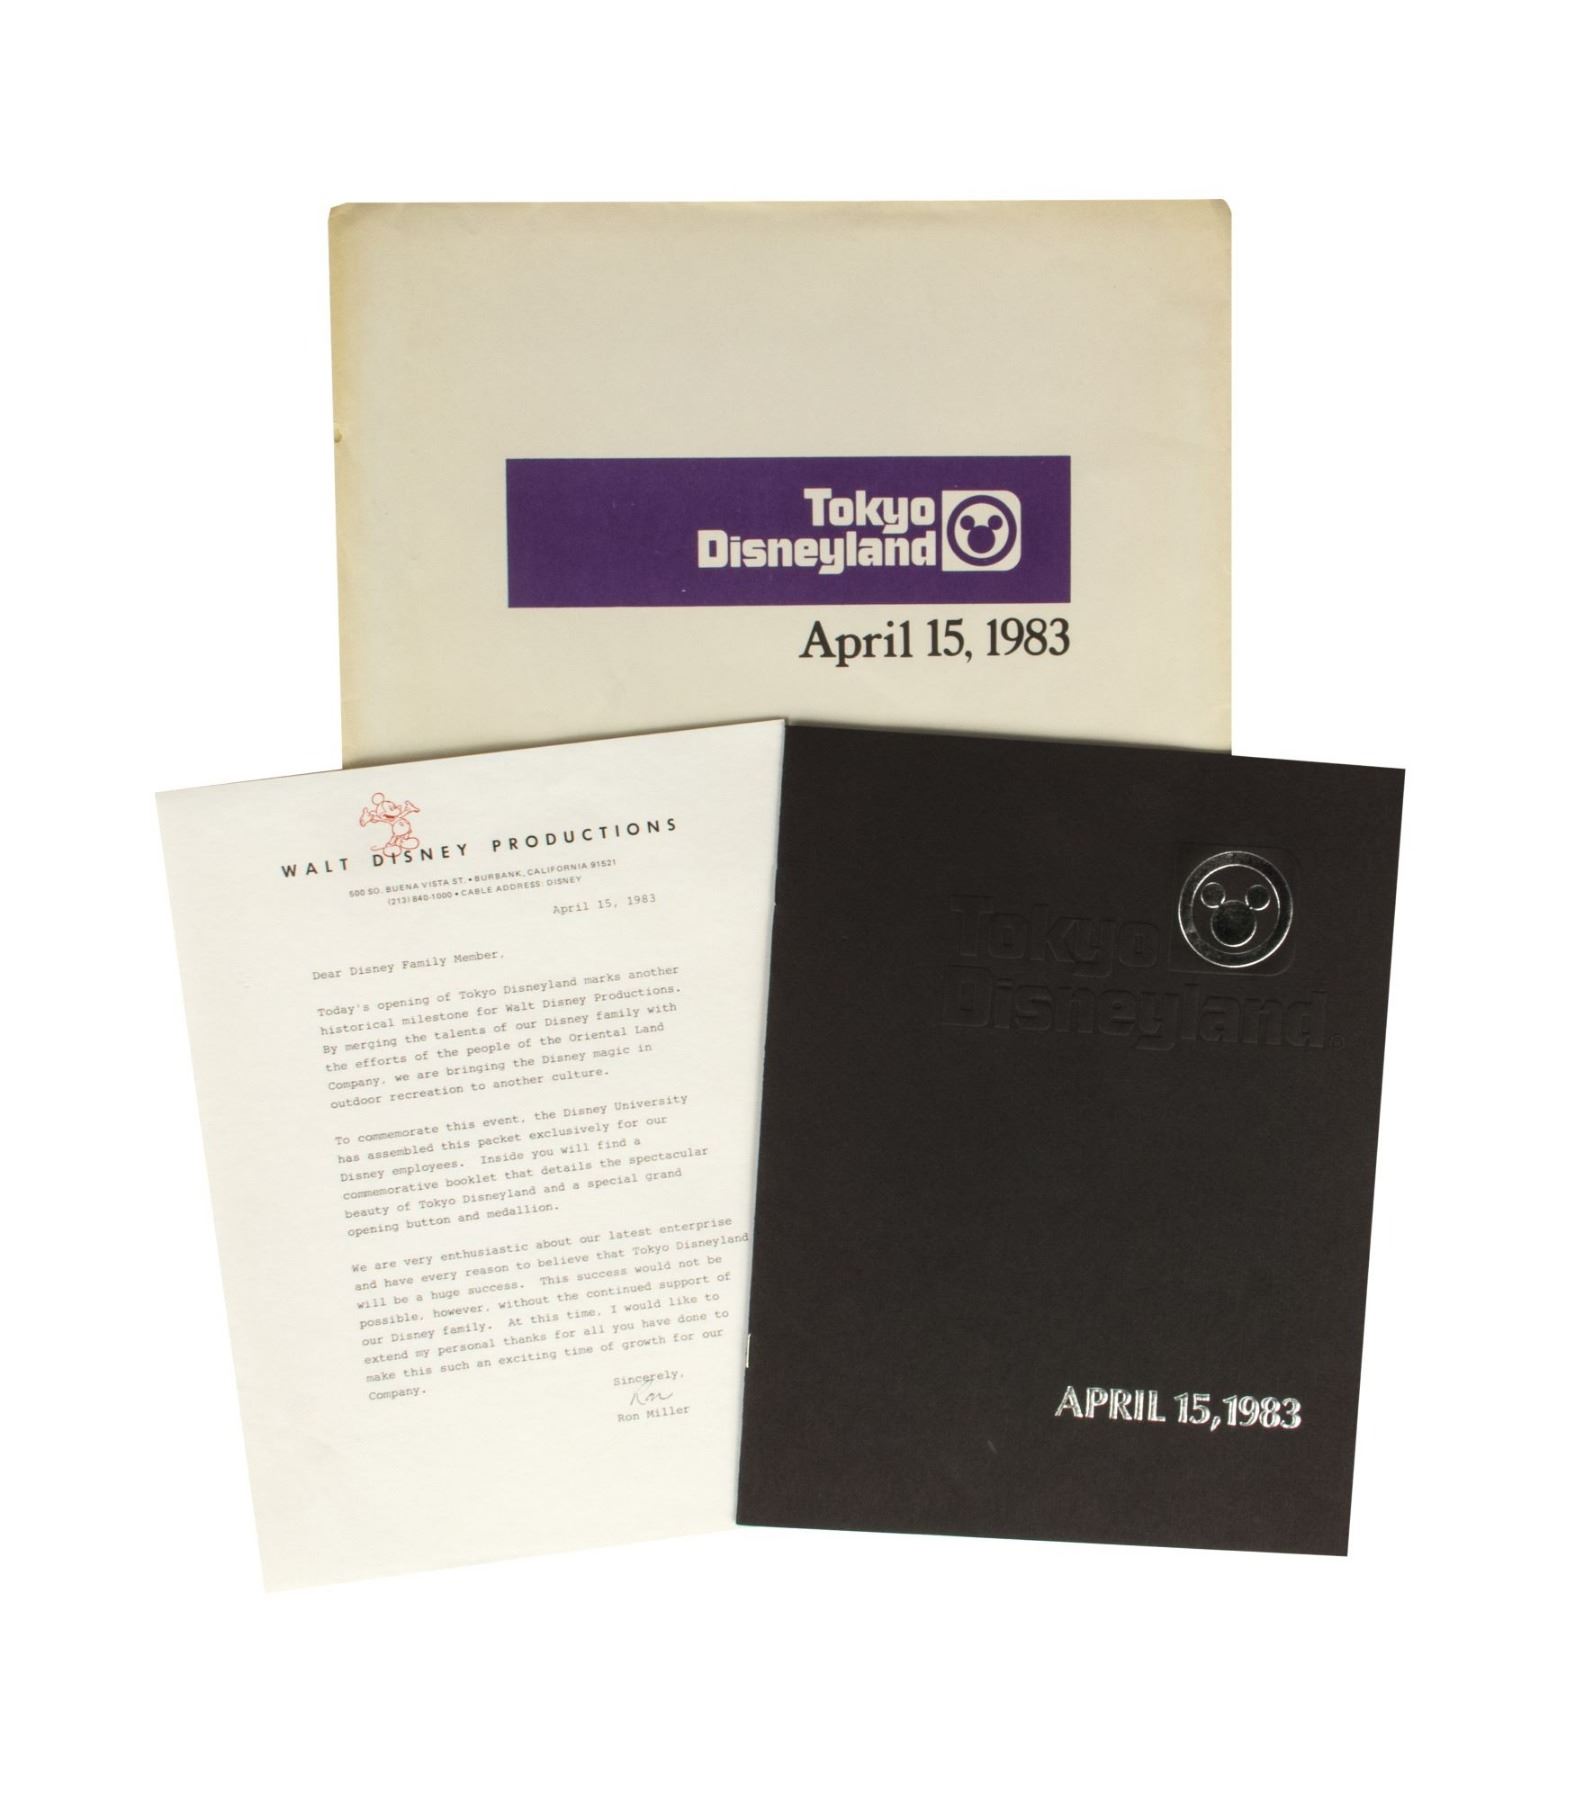 Tokyo
Disneyland
April 15, 1983
WALT DISNEY PRODUCTIONS
500 SO. BUENA VISTA ST. • BURBANK, CALIFORNIA 91521
(213) 840-1000 • CABLE ADDRESS: DISNEY
April 15, 1983
Dear Disney Family Member,
Today's opening of Tokyo Disneyland marks another
historical milestone for Walt Disney Productions.
By merging the talents of our Disney family with
the efforts of the people of the Oriental Land
Company, we are bringing the Disney magic in
outdoor recreation to another culture.
To commemorate this event, the Disney University
has assembled this packet exclusively for our
Disney employees.  Inside you will find a
commemorative booklet that details the spectacular
beauty of Tokyo Disneyland and a special grand
opening button and medallion.
We are very enthusiastic about our latest enterprise
and have every reason to believe that Tokyo Disneyland
will be a huge success.  This success would not be
possible, however, without the continued support of
our Disney family.  At this time, I would like to
extend my personal thanks for all you have done to
make this such an exciting time of growth for our
Company.
Sincerely,
Ron
Ron Miller
Tokyo
Disneyland®
APRIL 15, 1983